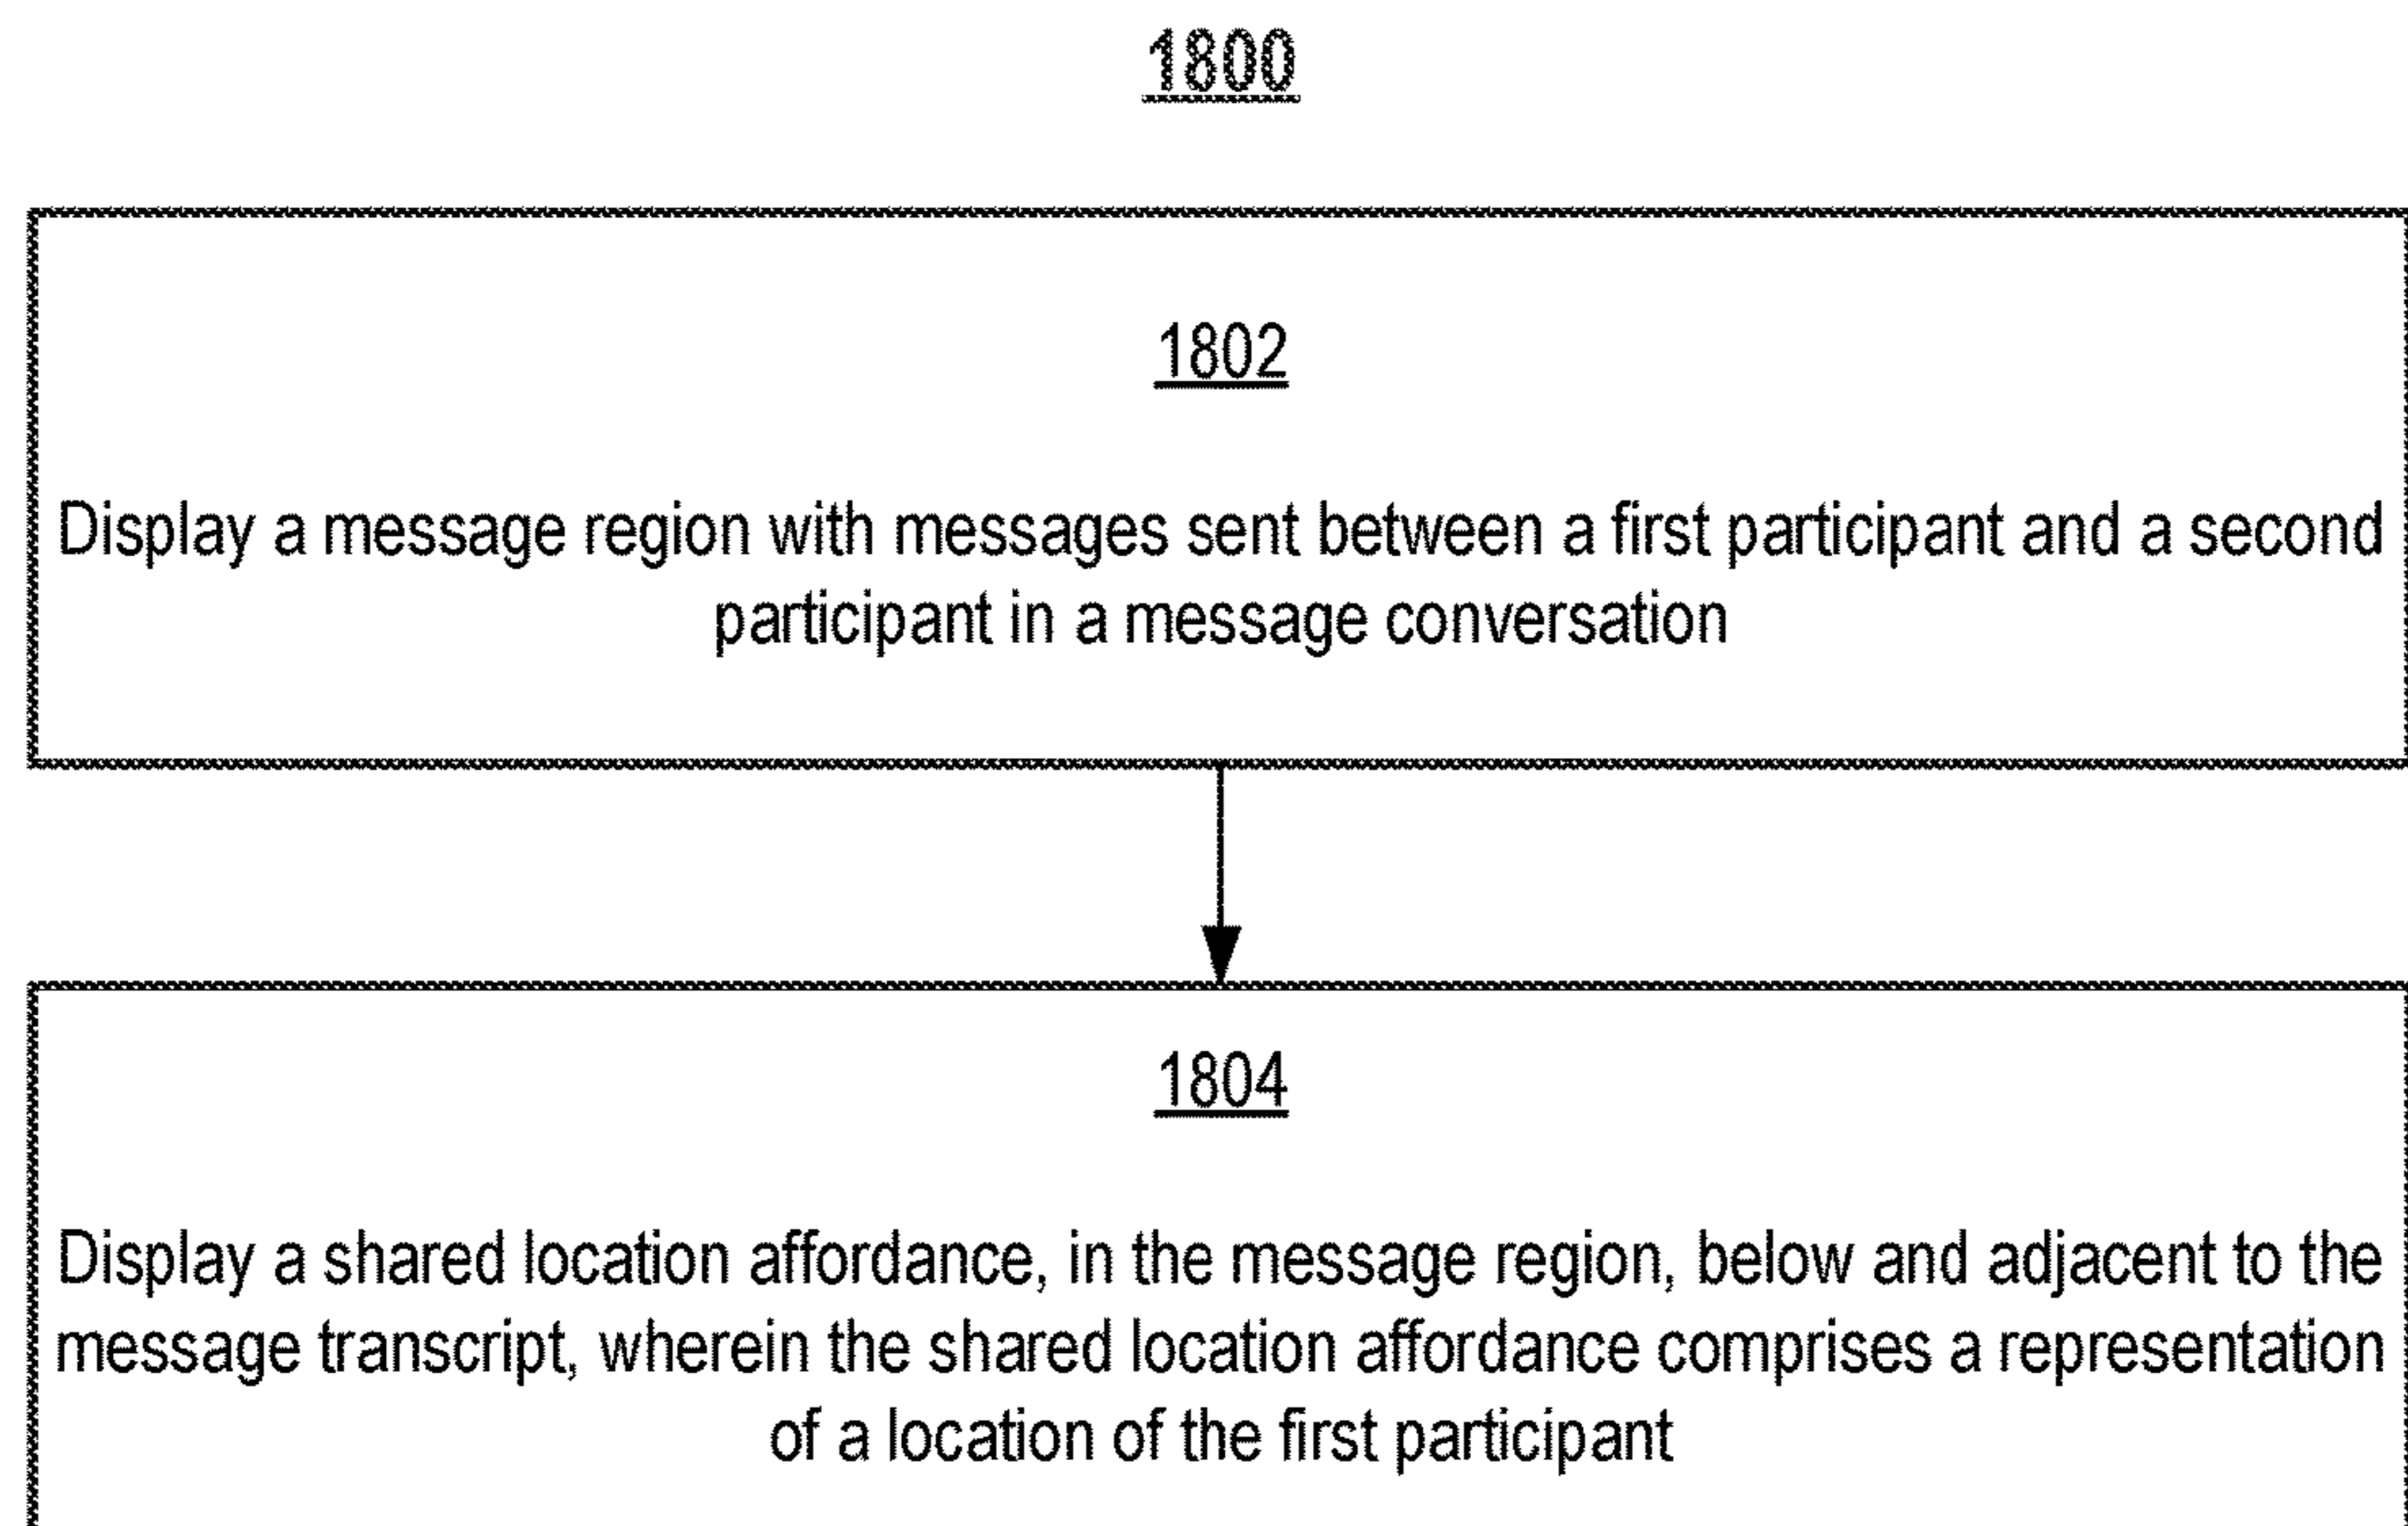 1800
1802
Display a message region with messages sent between a first participant and a second
participant in a message conversation
1804
Display a shared location affordance, in the message region, below and adjacent to the
message transcript, wherein the shared location affordance comprises a representation
of a location of the first participant